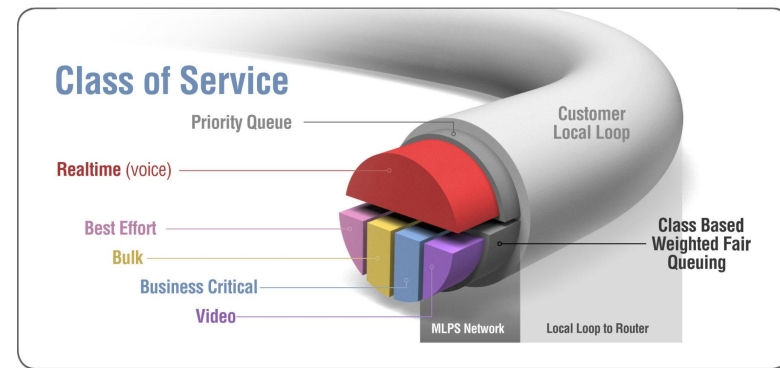 Class of Service
Priority Queue
Customer
Local Loop
Realtime (voice)
Best Effort
Bulk
Business Critical
Video
Class Based
Weighted Fair
Queuing
MLPS Network
Local Loop to Router